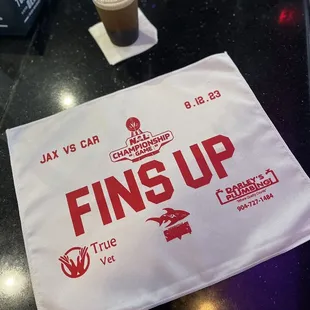 JAX VS CAR
8.12.23
NAL
CHAMPIONSHIP
GAME
FINS UP
True
Vet
DARLEY'S
PLUMBING
904-727-1484